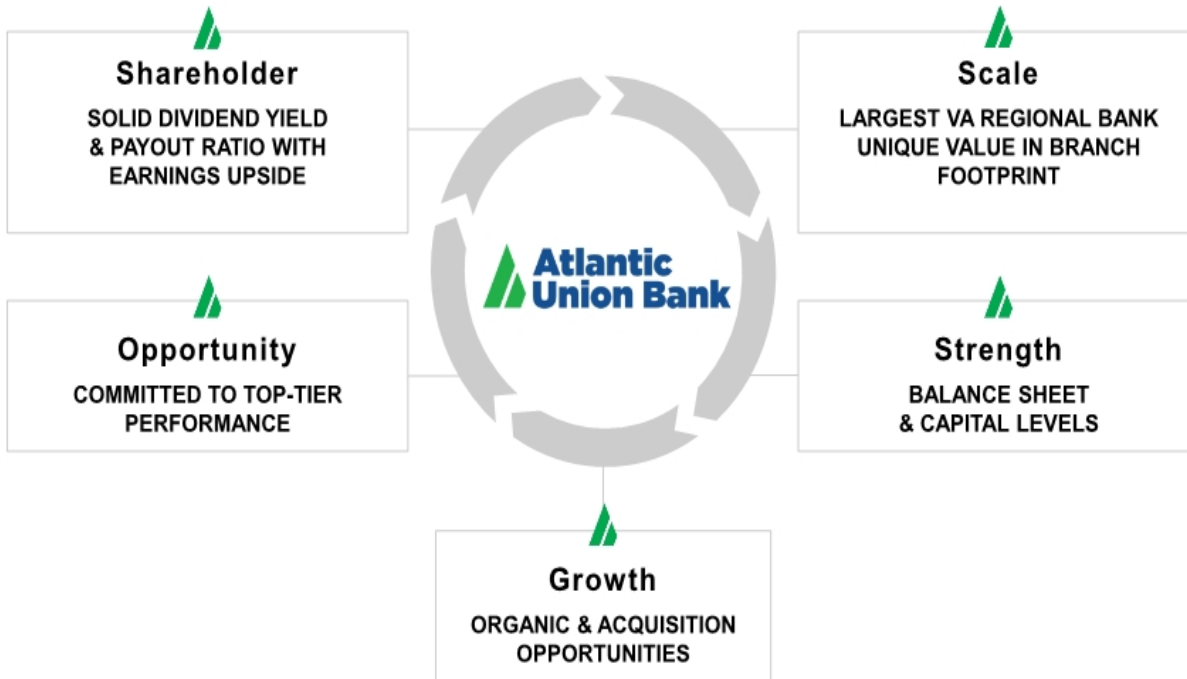 Shareholder
SOLID DIVIDEND YIELD
& PAYOUT RATIO WITH
EARNINGS UPSIDE
Scale
LARGEST VA REGIONAL BANK
UNIQUE VALUE IN BRANCH
FOOTPRINT
Atlantic
Union Bank
Opportunity
COMMITTED TO TOP-TIER
PERFORMANCE
Strength
BALANCE SHEET
& CAPITAL LEVELS
Growth
ORGANIC & ACQUISITION
OPPORTUNITIES